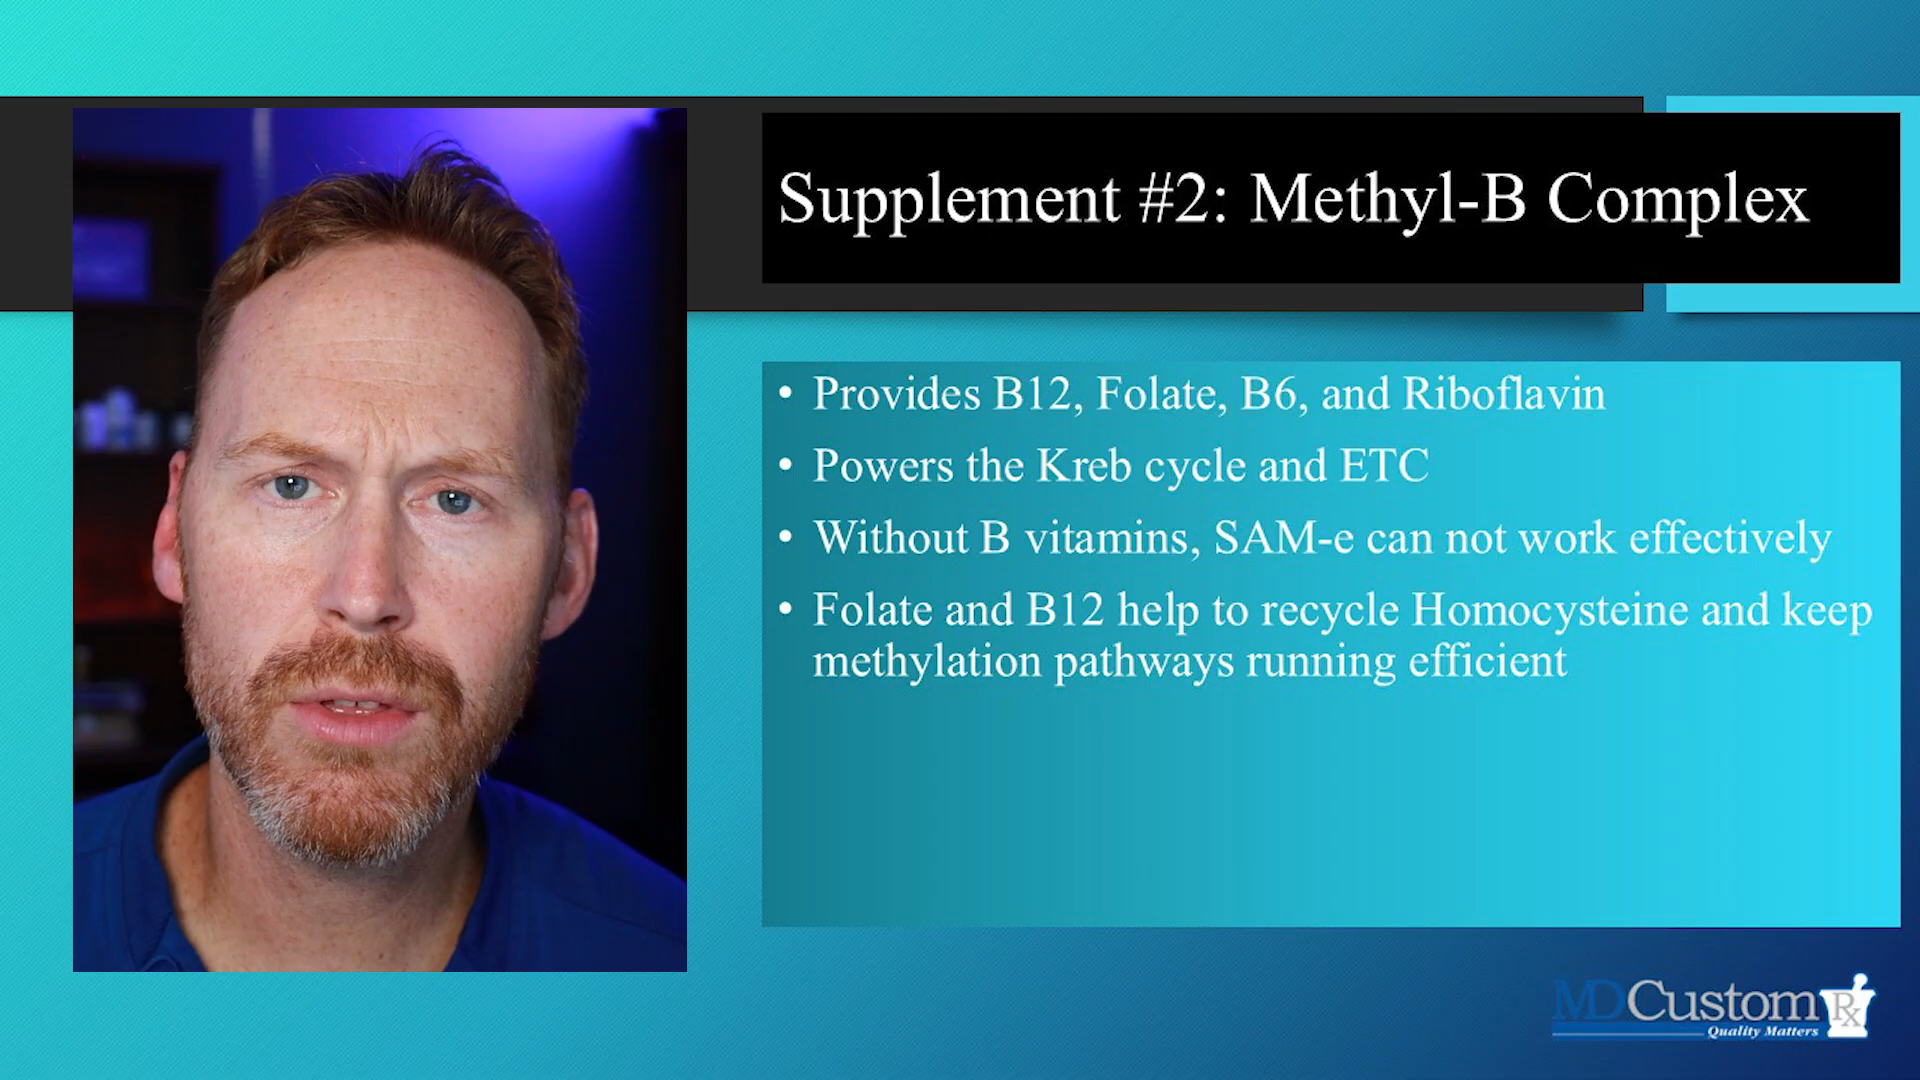 Supplement #2: Methyl-B Complex
• Provides B12, Folate, B6, and Riboflavin
• Powers the Kreb cycle and ETC
• Without B vitamins, SAM-e can not work effectively
• Folate and B12 help to recycle Homocysteine and keep
methylation pathways running efficient
MDCustom Rx
Quality Matters